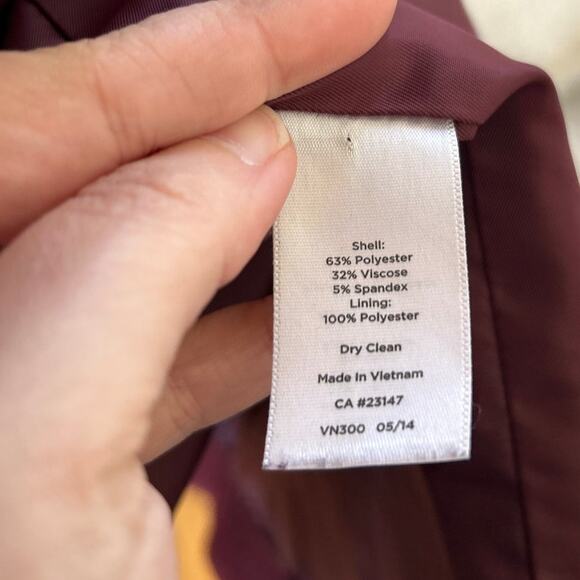 Shell:
63% Polyester
32% Viscose
5% Spandex
Lining:
100% Polyester
Dry Clean
Made In Vietnam
CA #23147
VN300 05/14